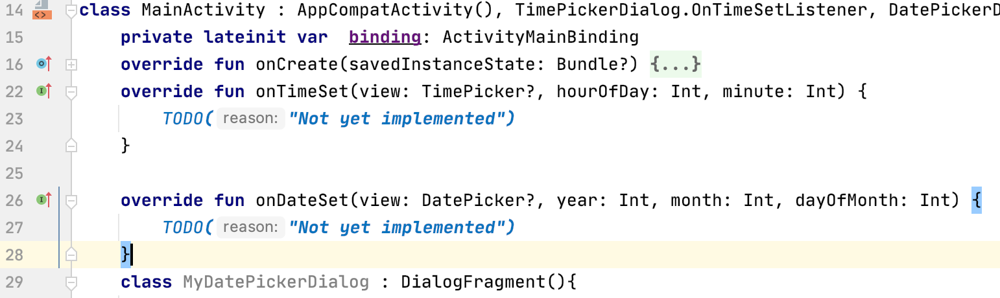 14 class MainActivity : AppCompatActivity(), TimePickerDialog.OnTimeSetListener, DatePickerD
15 private lateinit var binding: ActivityMainBinding
16 override fun onCreate(savedInstanceState: Bundle?) {...}
22 override fun onTimeSet(view: TimePicker?, hourOfDay: Int, minute: Int) {
23 TODO( reason: "Not yet implemented")
24 }
25
26 override fun onDateSet(view: DatePicker?, year: Int, month: Int, dayOfMonth: Int) {
27 TODO( reason: "Not yet implemented")
28 }
29 class MyDatePickerDialog : DialogFragment(){